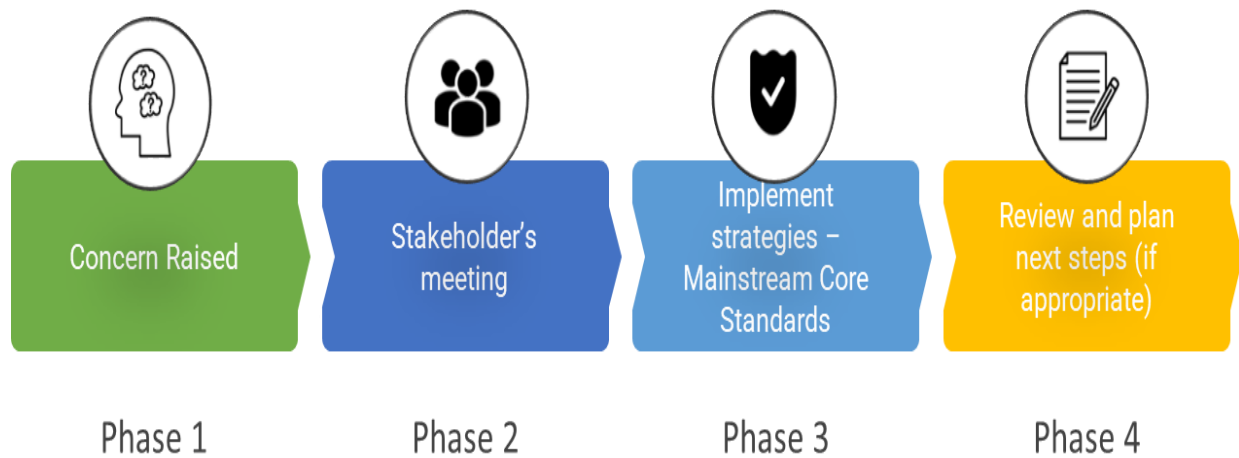 Concern Raised
Stakeholder’s
meeting
Implement
strategies –
Mainstream Core
Standards
Review and plan
next steps (if
appropriate)
Phase 1
Phase 2
Phase 3
Phase 4